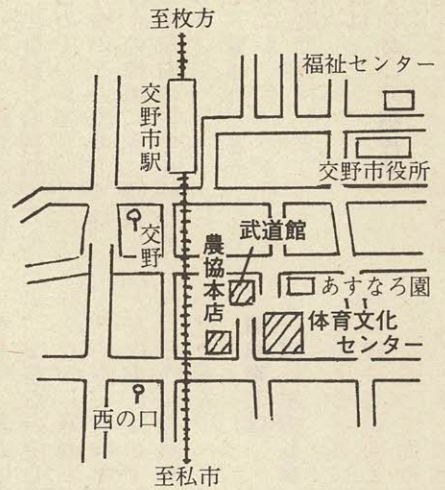 至枚方
福祉センター
交野市駅
交野市役所
交野
農協本店
武道館
あすなろ園
体育文化
センター
西の口
至私市